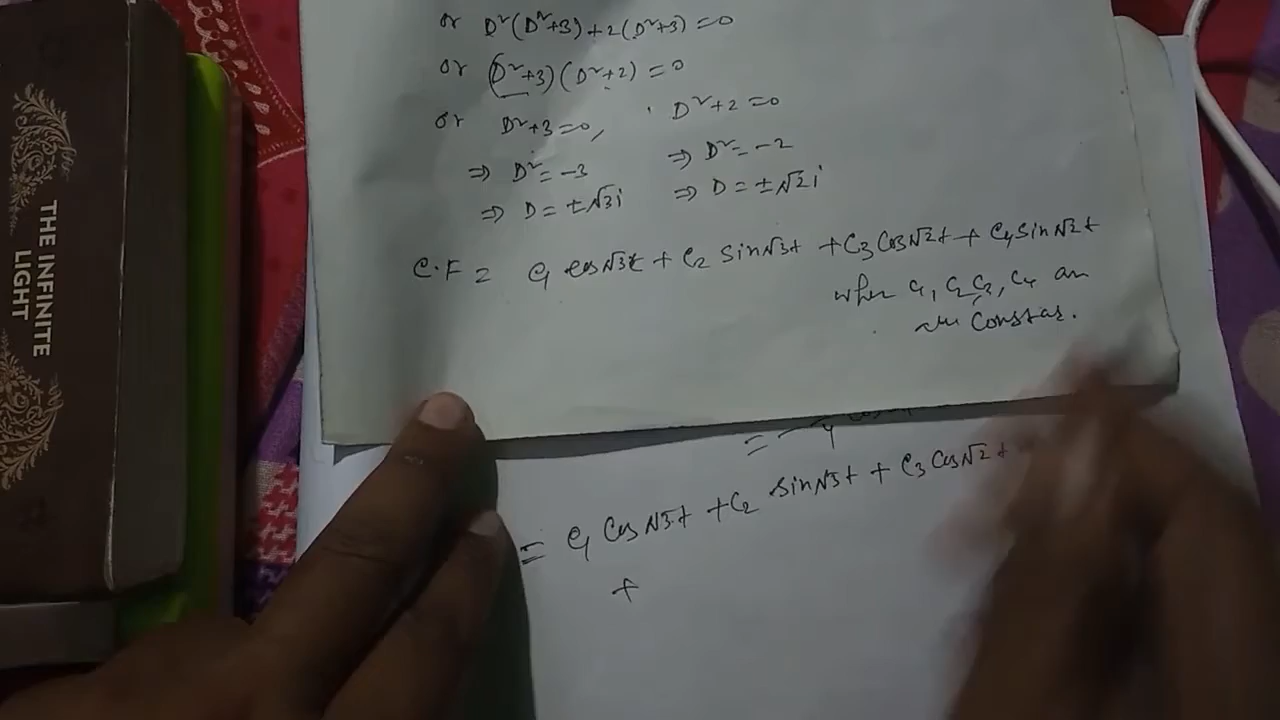 THE INFINITE
LIGHT
or D²(D²+3)+2(D²+3)=0
or (D²+3)(D²+2)=0
or D²+3=0, D²+2=0
⇒ D²=-3 ⇒ D²=-2
⇒ D=±√3i ⇒ D=±√2i
C.F = C₁ cos√3t + C₂ sin√3t + C₃ Cos√2t + C₄ sin√2t
C₁, C₂ C₃, C₄ are
= C₁ Cos√3t + C₂ sin√3t + C₃ Cos√2t
+